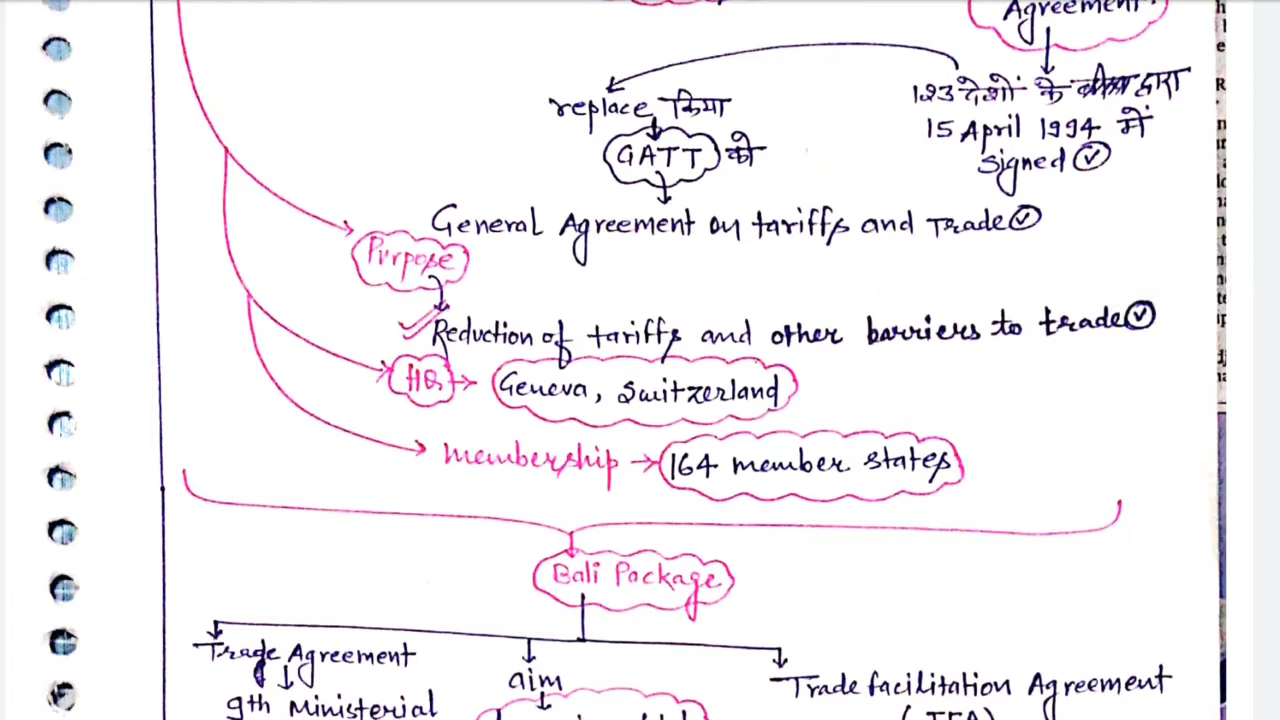 Agreement
123 देशों के द्वारा
15 April 1994 में
signed
replace किया
GATT को
General Agreement on tariffs and Trade
Purpose
Reduction of tariffs and other barriers to trade
HQ → Geneva, Switzerland
membership → 164 member states
Bali Package
Trade Agreement
9th Ministerial
aim
Trade facilitation Agreement
(TFA)